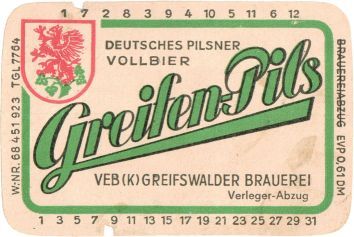 1 7 2 8 3 9 4 10 5 11 6 12
DEUTSCHES PILSNER
VOLLBIER
Greifen-Pils
VEB (K) GREIFSWALDER BRAUEREI
Verleger-Abzug
1 3 5 7 9 11 13 15 17 19 21 23 25 27 29 31
W:-NR. 68 451 923 TGL 7764
BRAUEREIABZUG EVP 0,61 DM